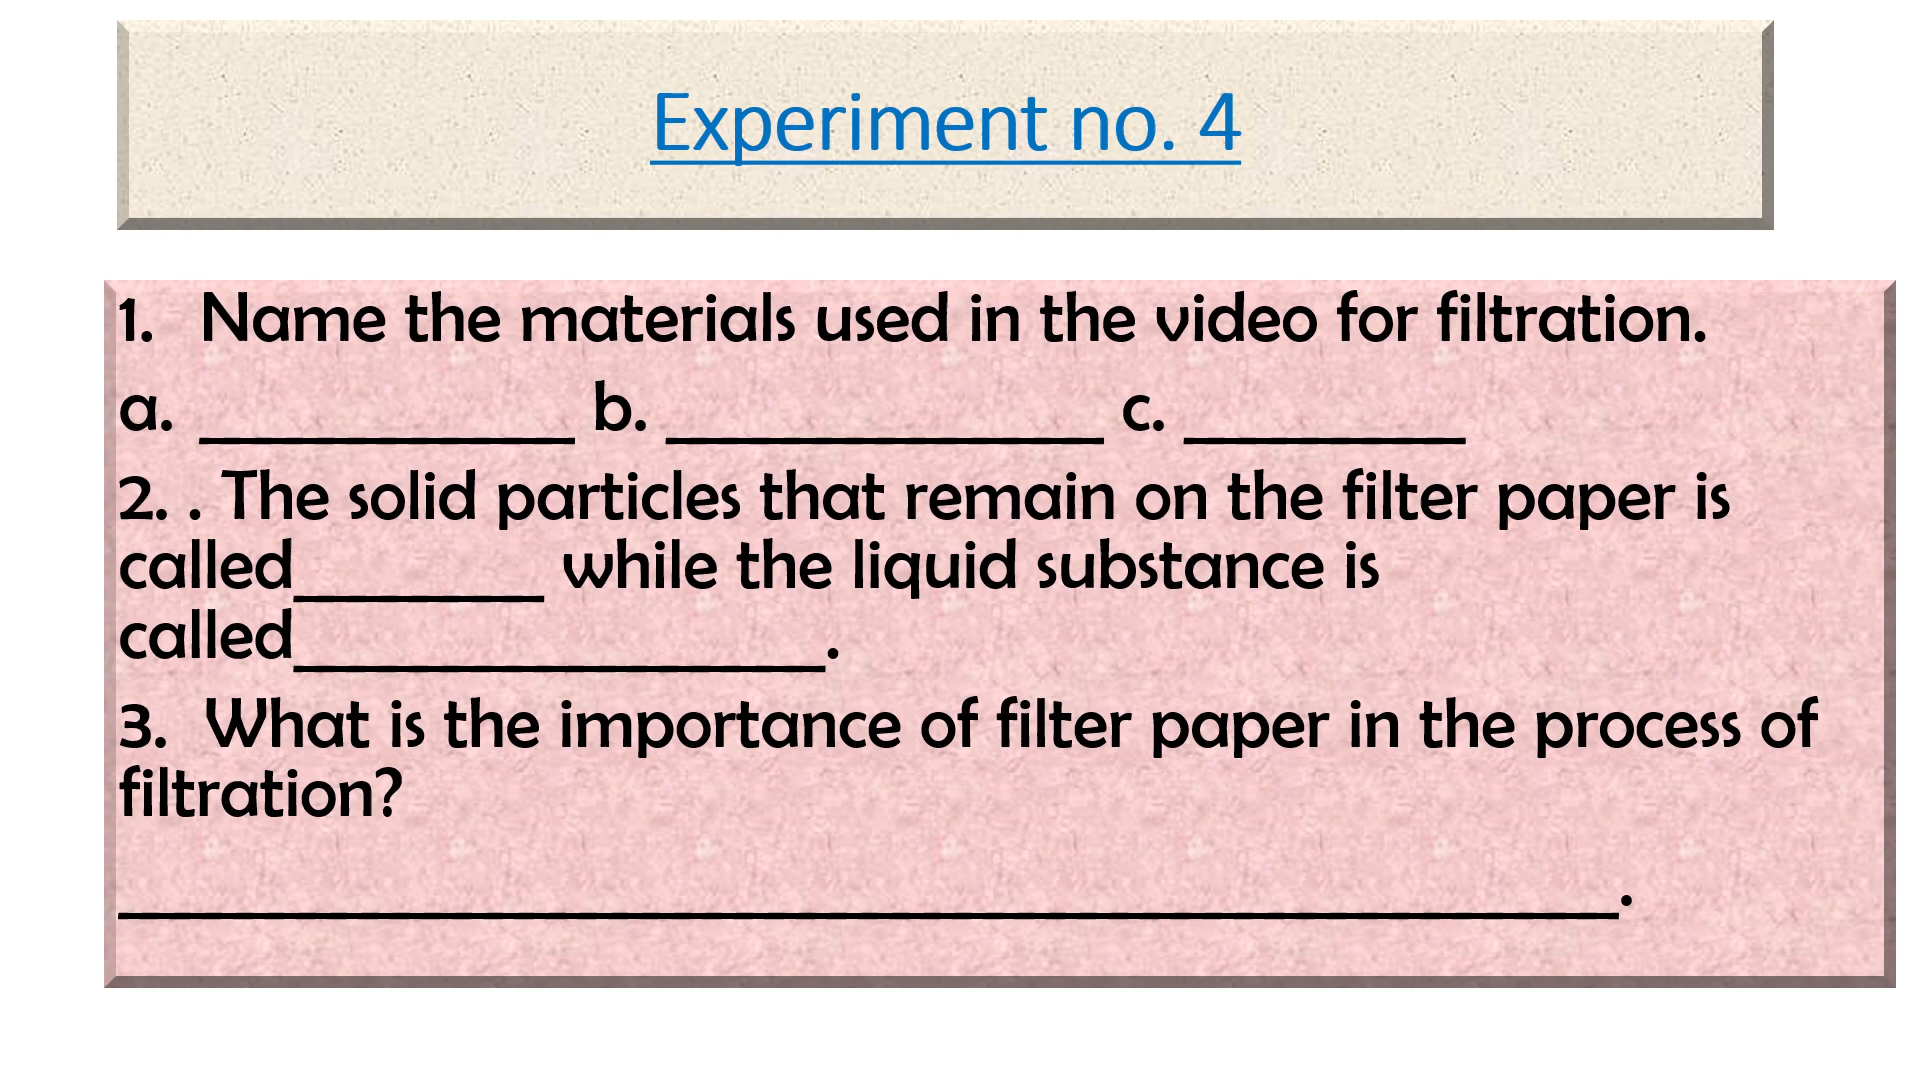 Experiment no. 4
1. Name the materials used in the video for filtration.
a. ____________ b. ______________ c. _________
2. . The solid particles that remain on the filter paper is
called________ while the liquid substance is
called_________________.
3. What is the importance of filter paper in the process of
filtration?
________________________________________________.